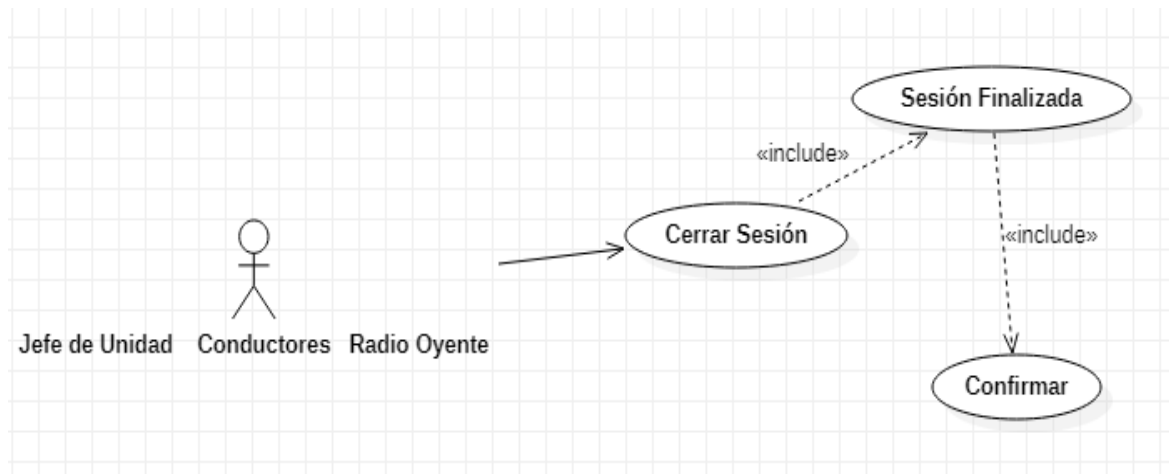 Sesión Finalizada
«include»
Cerrar Sesión
«include»
Jefe de Unidad Conductores Radio Oyente
Confirmar